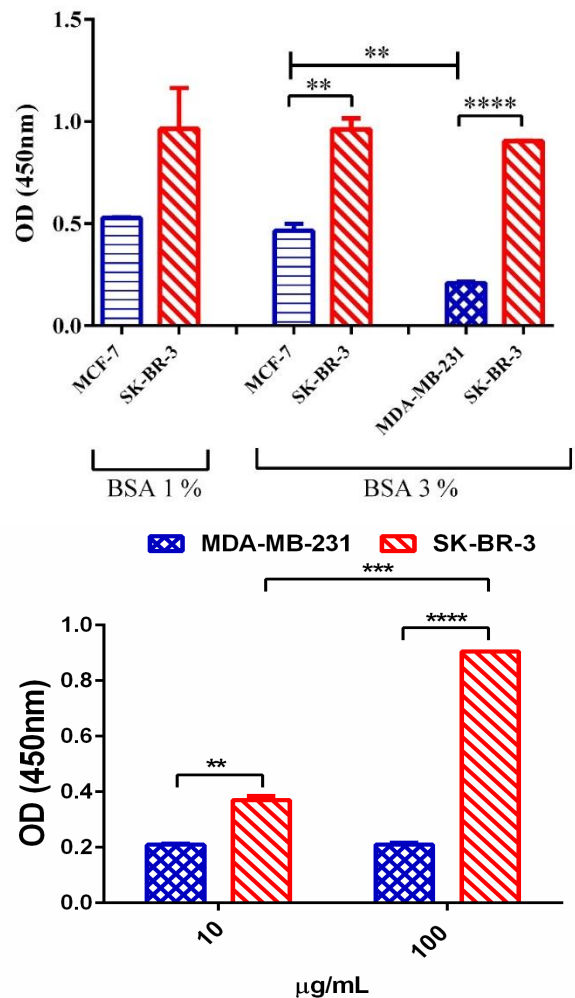 1.5
**
**
****
1.0
0.5
0.0
OD (450nm)
MCF-7
SK-BR-3
MCF-7
SK-BR-3
MDA-MB-231
SK-BR-3
BSA 1 %
BSA 3 %
MDA-MB-231
SK-BR-3
***
****
**
1.0
0.8
0.6
0.4
0.2
0.0
OD (450nm)
10
100
µg/mL